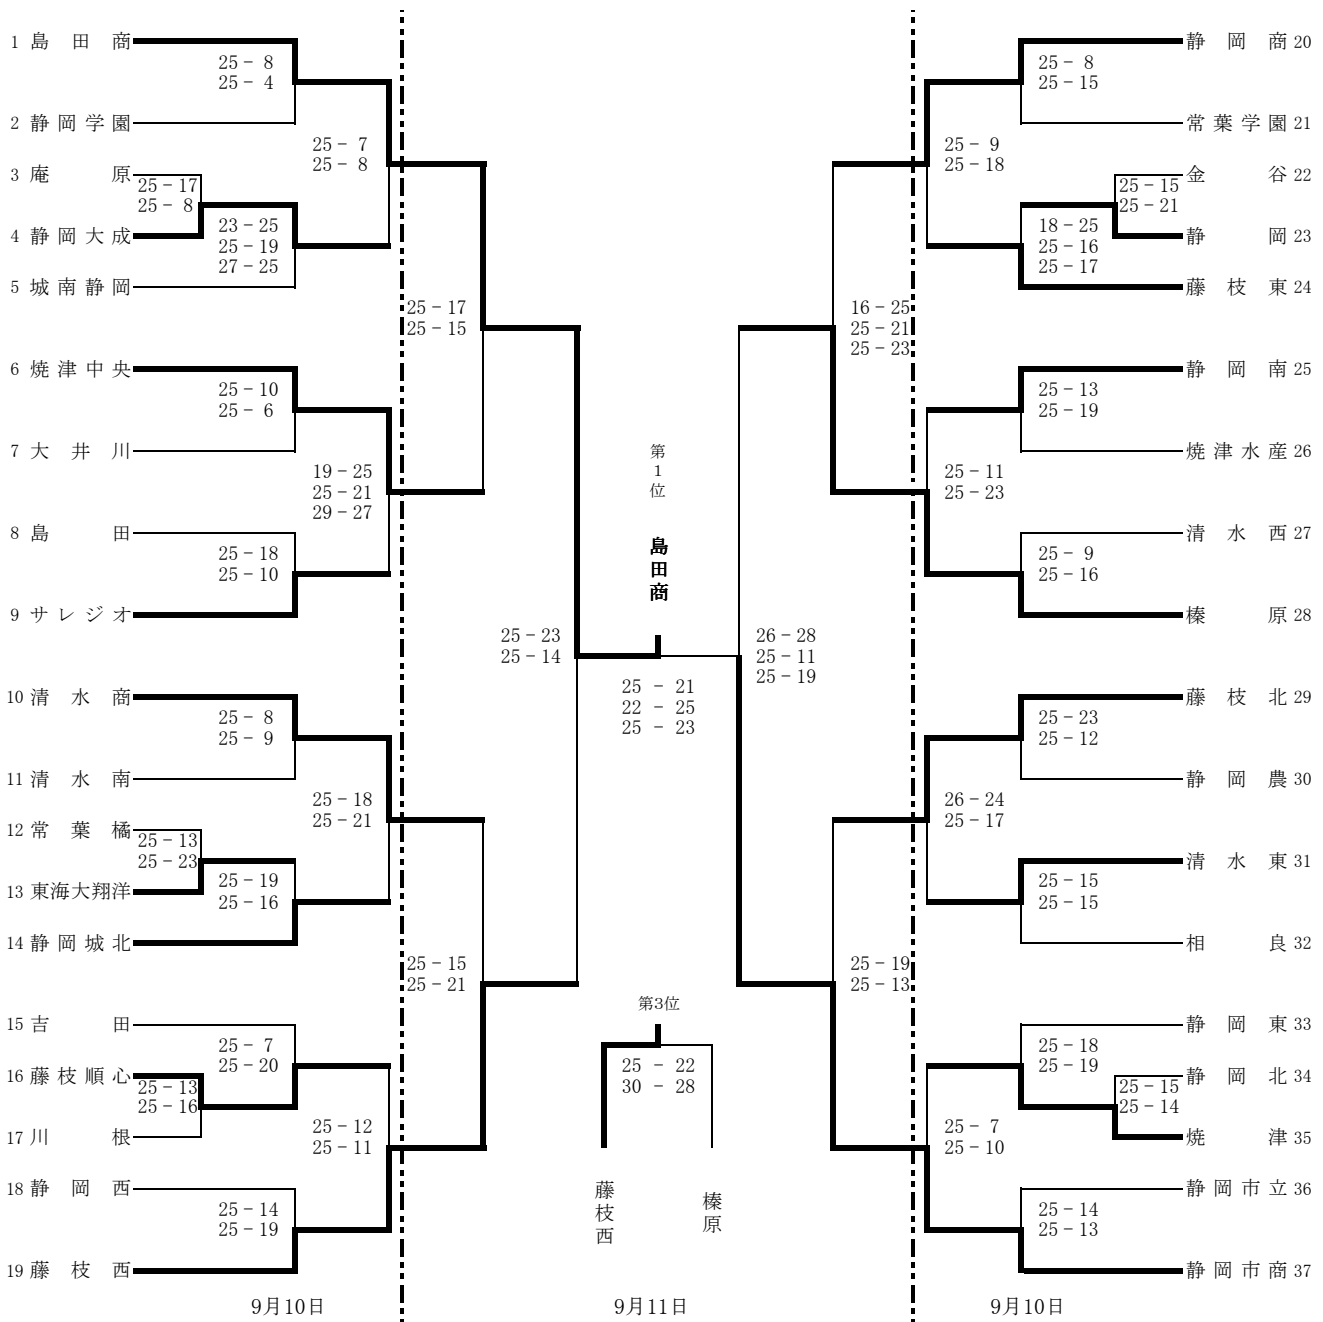 1 島田商
25 － 8
25 － 4
2 静岡学園
25 － 7
25 － 8
3 庵原
25 － 17
25 － 8
4 静岡大成
23 － 25
25 － 19
27 － 25
5 城南静岡
25 － 17
25 － 15
6 焼津中央
25 － 10
25 － 6
7 大井川
19 － 25
25 － 21
29 － 27
8 島田
25 － 18
25 － 10
9 サレジオ
25 － 23
25 － 14
10 清水商
25 － 8
25 － 9
11 清水南
25 － 18
25 － 21
12 常葉橘
25 － 13
25 － 23
13 東海大翔洋
25 － 19
25 － 16
14 静岡城北
25 － 15
25 － 21
15 吉田
25 － 7
25 － 20
16 藤枝順心
25 － 13
25 － 16
17 川根
25 － 12
25 － 11
18 静岡西
25 － 14
25 － 19
19 藤枝西
9月10日
第1位
島田商
25 － 21
22 － 25
25 － 23
第3位
25 － 22
30 － 28
藤枝西
榛原
9月11日
静岡商 20
25 － 8
25 － 15
常葉学園 21
25 － 9
25 － 18
金谷 22
25 － 15
25 － 21
静岡 23
18 － 25
25 － 16
25 － 17
藤枝東 24
16 － 25
25 － 21
25 － 23
静岡南 25
25 － 13
25 － 19
焼津水産 26
25 － 11
25 － 23
清水西 27
25 － 9
25 － 16
榛原 28
26 － 28
25 － 11
25 － 19
藤枝北 29
25 － 23
25 － 12
静岡農 30
26 － 24
25 － 17
清水東 31
25 － 15
25 － 15
相良 32
25 － 19
25 － 13
静岡東 33
25 － 18
25 － 19
静岡北 34
25 － 15
25 － 14
焼津 35
25 － 7
25 － 10
静岡市立 36
25 － 14
25 － 13
静岡市商 37
9月10日